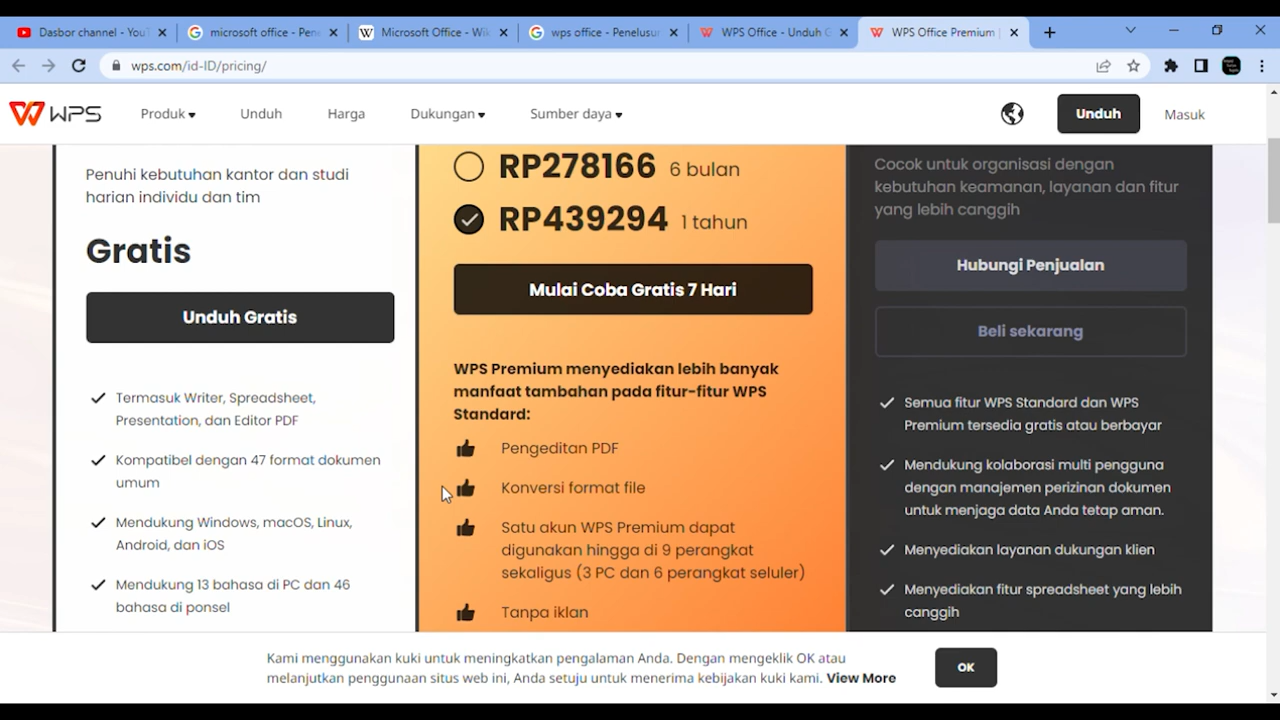 Dasbor channel - YouT
microsoft office - Pene
Microsoft Office - Wik
wps office - Penelusur
WPS Office - Unduh G
WPS Office Premium |
wps.com/id-ID/pricing/
WPS
Produk
Unduh
Harga
Dukungan
Sumber daya
Unduh
Masuk
Penuhi kebutuhan kantor dan studi
harian individu dan tim
Gratis
Unduh Gratis
Termasuk Writer, Spreadsheet,
Presentation, dan Editor PDF
Kompatibel dengan 47 format dokumen
umum
Mendukung Windows, macOS, Linux,
Android, dan iOS
Mendukung 13 bahasa di PC dan 46
bahasa di ponsel
RP278166 6 bulan
RP439294 1 tahun
Mulai Coba Gratis 7 Hari
WPS Premium menyediakan lebih banyak
manfaat tambahan pada fitur-fitur WPS
Standard:
Pengeditan PDF
Konversi format file
Satu akun WPS Premium dapat
digunakan hingga di 9 perangkat
sekaligus (3 PC dan 6 perangkat seluler)
Tanpa iklan
Cocok untuk organisasi dengan
kebutuhan keamanan, layanan dan fitur
yang lebih canggih
Hubungi Penjualan
Beli sekarang
Semua fitur WPS Standard dan WPS
Premium tersedia gratis atau berbayar
Mendukung kolaborasi multi pengguna
dengan manajemen perizinan dokumen
untuk menjaga data Anda tetap aman.
Menyediakan layanan dukungan klien
Menyediakan fitur spreadsheet yang lebih
canggih
Kami menggunakan kuki untuk meningkatkan pengalaman Anda. Dengan mengeklik OK atau
melanjutkan penggunaan situs web ini, Anda setuju untuk menerima kebijakan kuki kami. View More
OK